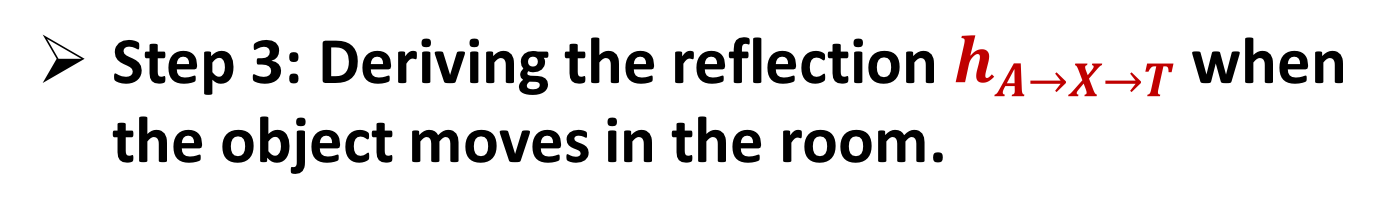 ➢ Step 3: Deriving the reflection h_{A→X→T} when
the object moves in the room.